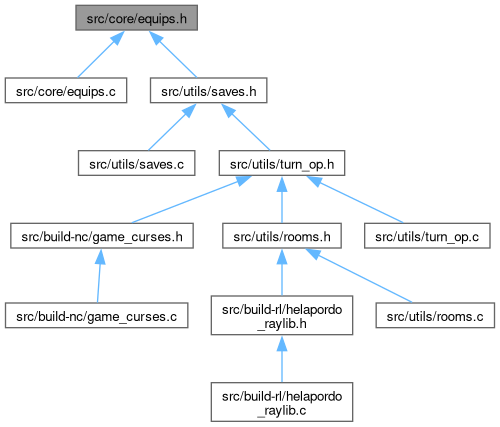 src/core/equips.h
src/core/equips.c
src/utils/saves.h
src/utils/saves.c
src/utils/turn_op.h
src/build-nc/game_curses.h
src/utils/rooms.h
src/utils/turn_op.c
src/build-nc/game_curses.c
src/build-rl/helapordo
_raylib.h
src/utils/rooms.c
src/build-rl/helapordo
_raylib.c